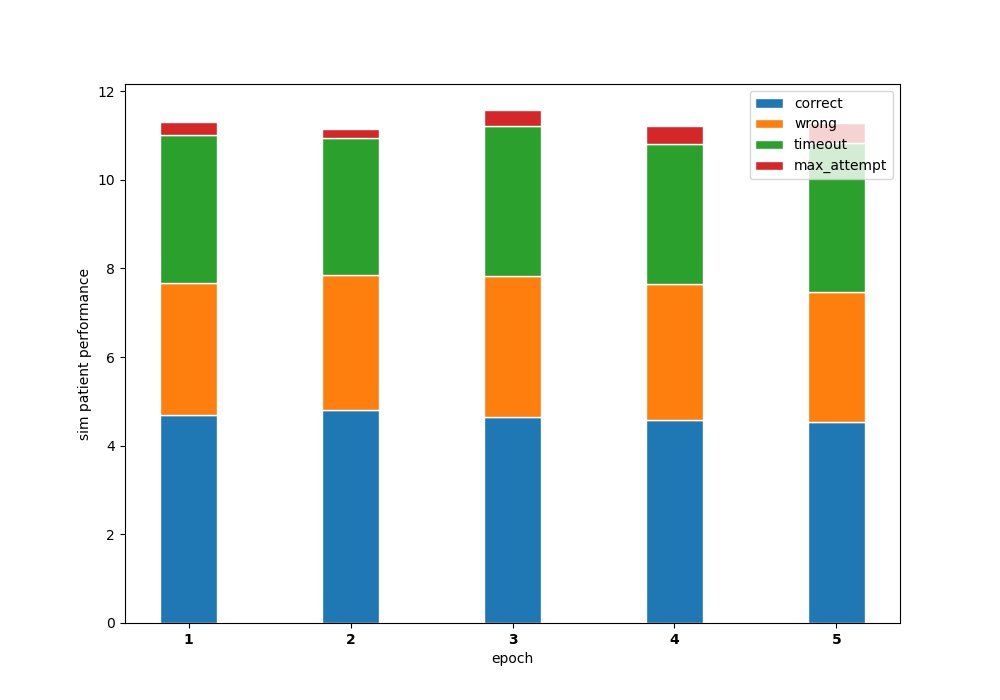 correct
wrong
timeout
max_attempt
12
10
8
6
4
2
0
sim patient performance
1 2 3 4 5
epoch